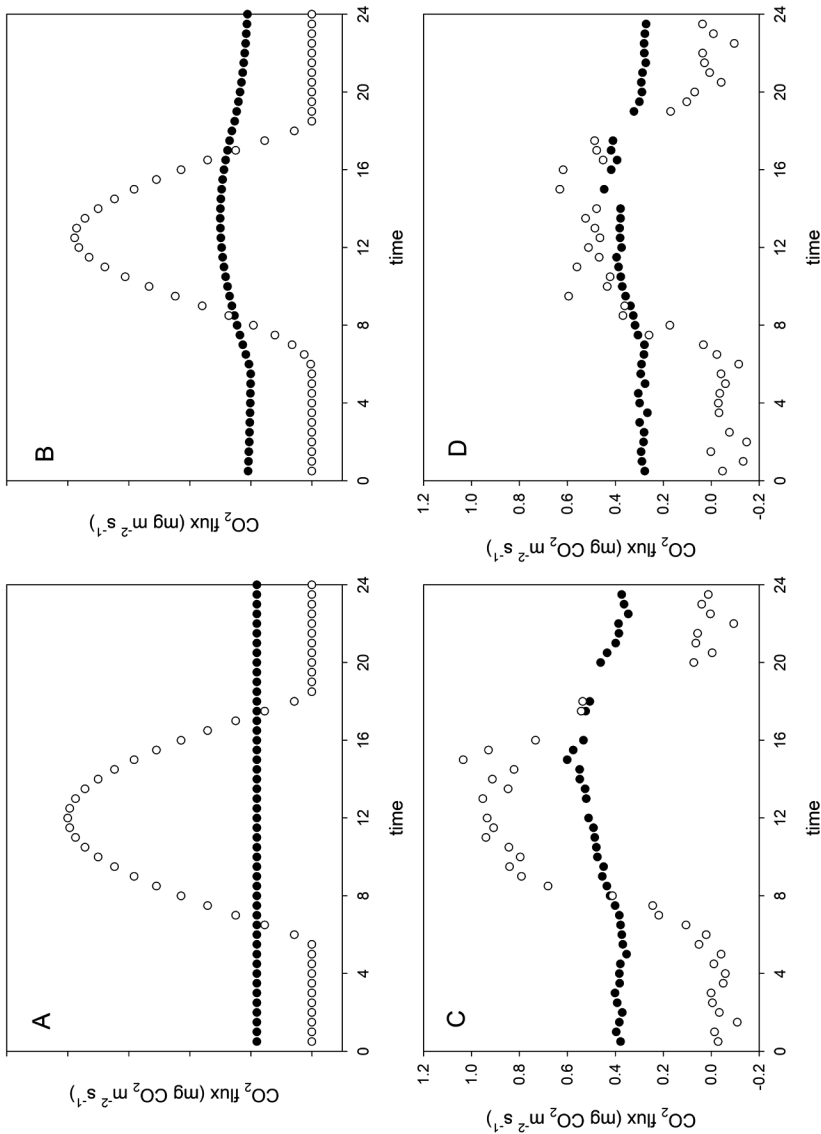 A
CO₂ flux (mg CO₂ m⁻² s⁻¹)
0 4 8 12 16 20 24
time
B
CO₂ flux (mg m⁻² s⁻¹)
0 4 8 12 16 20 24
time
C
CO₂ flux (mg CO₂ m⁻² s⁻¹)
1.2
1.0
0.8
0.6
0.4
0.2
0.0
-0.2
0 4 8 12 16 20 24
time
D
CO₂ flux (mg CO₂ m⁻² s⁻¹)
1.2
1.0
0.8
0.6
0.4
0.2
0.0
-0.2
0 4 8 12 16 20 24
time